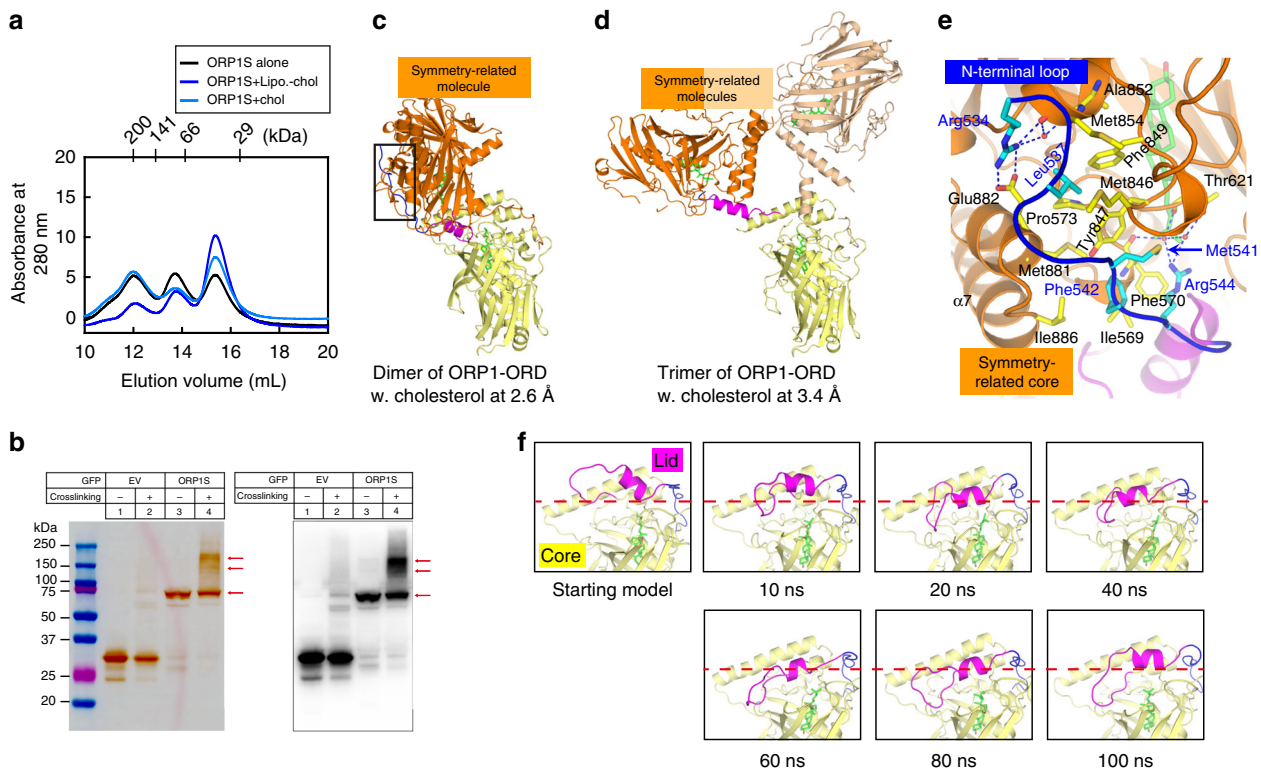 a
ORP1S alone
ORP1S+Lipo.-chol
ORP1S+chol
200
141
66
29
(kDa)
20
15
10
5
0
Absorbance at
280 nm
10
12
14
16
18
20
Elution volume (mL)
c
Symmetry-related
molecule
Dimer of ORP1-ORD
w. cholesterol at 2.6 Å
d
Symmetry-related
molecules
Trimer of ORP1-ORD
w. cholesterol at 3.4 Å
e
N-terminal loop
Ala852
Arg534
Met854
Phe849
Leu537
Met846
Thr621
Glu882
Pro573
Tyr847
Met541
Met881
Phe542
Arg544
α7
Phe570
Ile886
Ile569
Symmetry-
related core
b
GFP
EV
ORP1S
Crosslinking
–
+
–
+
1
2
3
4
kDa
250
150
100
75
50
37
25
20
GFP
EV
ORP1S
Crosslinking
–
+
–
+
1
2
3
4
f
Lid
Core
Starting model
10 ns
20 ns
40 ns
60 ns
80 ns
100 ns